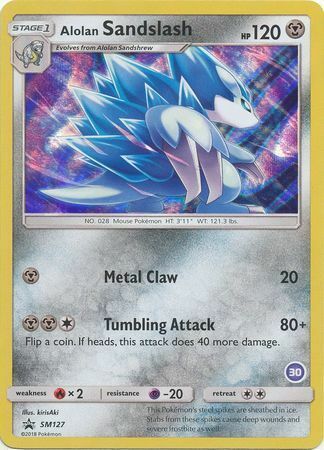 STAGE 1
Alolan Sandslash HP 120
Evolves from Alolan Sandshrew
NO. 028 Mouse Pokémon HT: 3'11" WT: 121.3 lbs.
Metal Claw 20
Tumbling Attack 80+
Flip a coin. If heads, this attack does 40 more damage.
30
weakness × 2 resistance -20 retreat
Illus. kirisAki
SM127
©2018 Pokémon
This Pokémon's steel spikes are sheathed in ice.
Stabs from these spikes cause deep wounds and
severe frostbite as well.